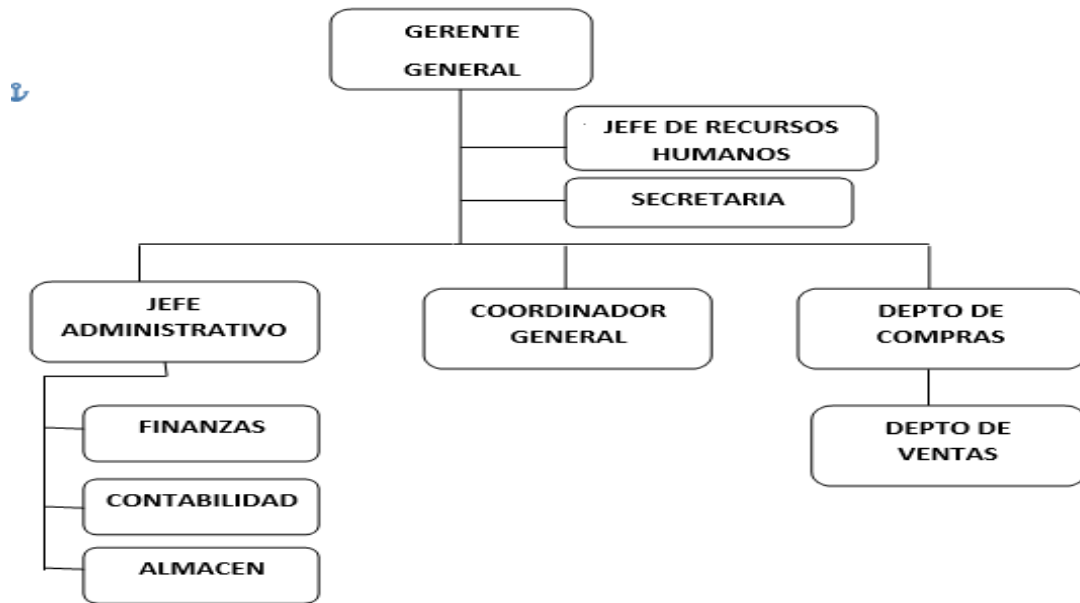 GERENTE
GENERAL
JEFE DE RECURSOS
HUMANOS
SECRETARIA
JEFE
ADMINISTRATIVO
COORDINADOR
GENERAL
DEPTO DE
COMPRAS
FINANZAS
CONTABILIDAD
ALMACEN
DEPTO DE
VENTAS